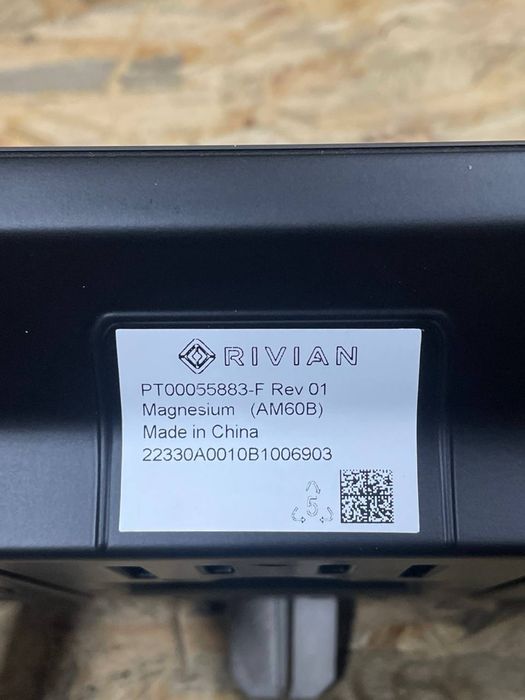 RIVIAN
PT00055883-F Rev 01
Magnesium (AM60B)
Made in China
22330A0010B1006903
5